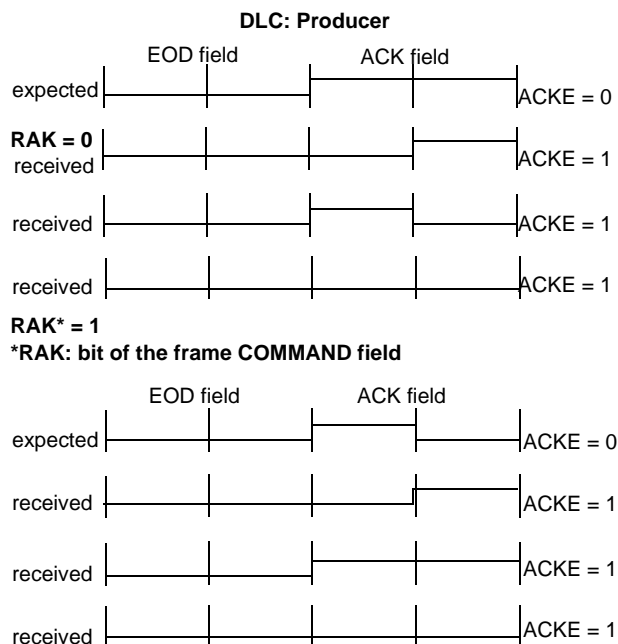 DLC: Producer
EOD field ACK field
expected ACKE = 0
RAK = 0
received ACKE = 1
received ACKE = 1
received ACKE = 1
RAK* = 1
*RAK: bit of the frame COMMAND field
EOD field ACK field
expected ACKE = 0
received ACKE = 1
received ACKE = 1
received ACKE = 1